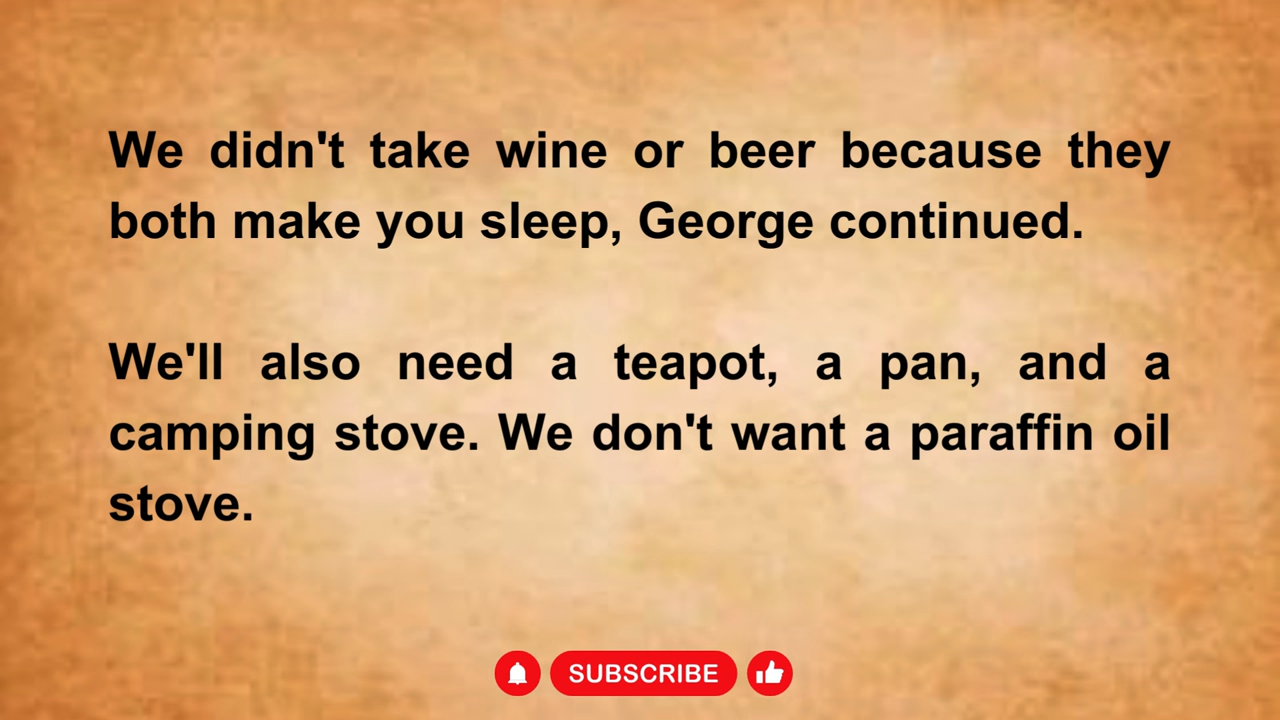 We didn't take wine or beer because they
both make you sleep, George continued.
We'll also need a teapot, a pan, and a
camping stove. We don't want a paraffin oil
stove.
SUBSCRIBE